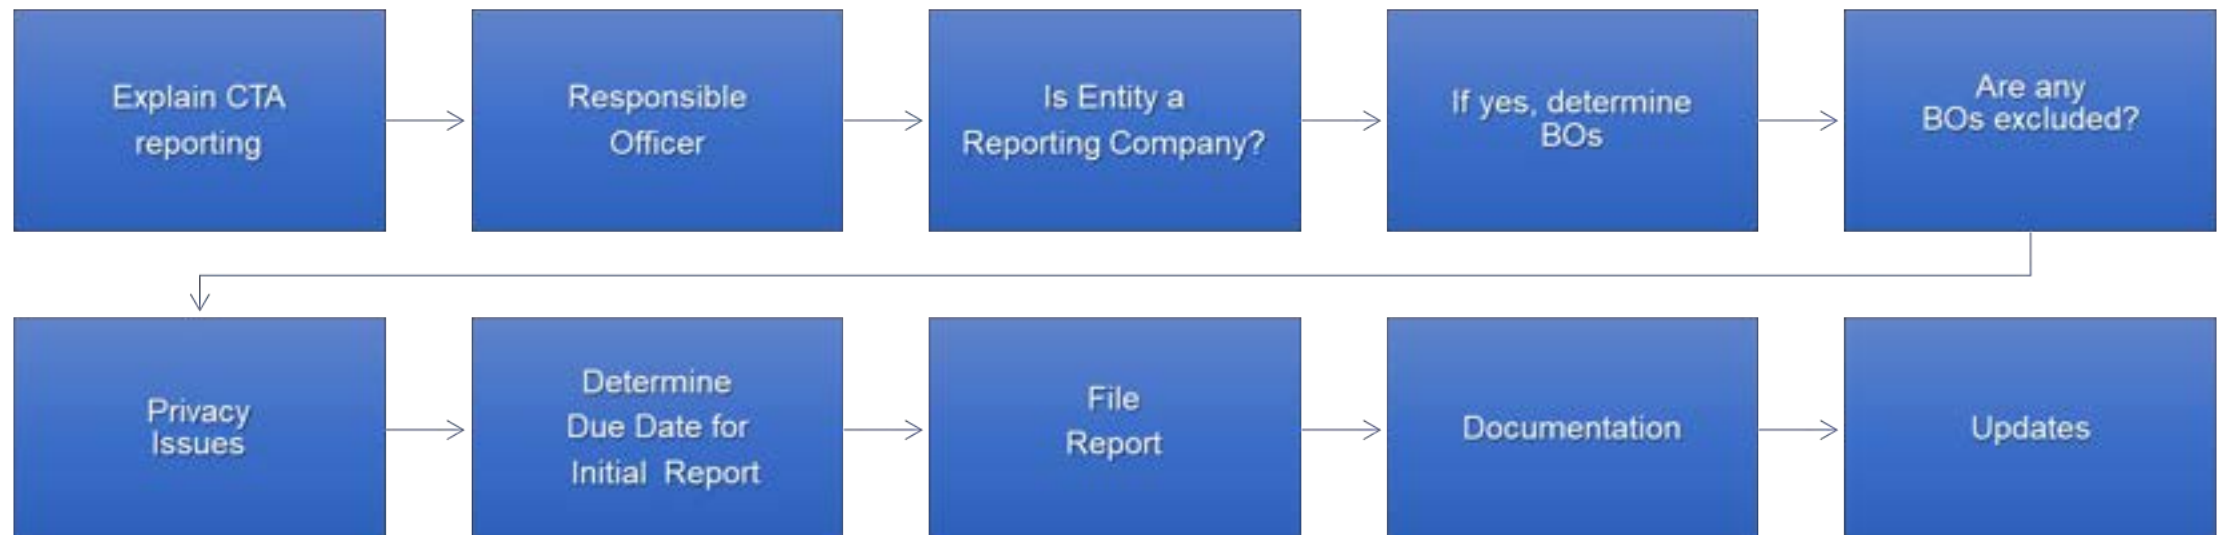 Explain CTA
reporting
Responsible
Officer
Is Entity a
Reporting Company?
If yes, determine
BOs
Are any
BOs excluded?
Privacy
Issues
Determine
Due Date for
Initial Report
File
Report
Documentation
Updates